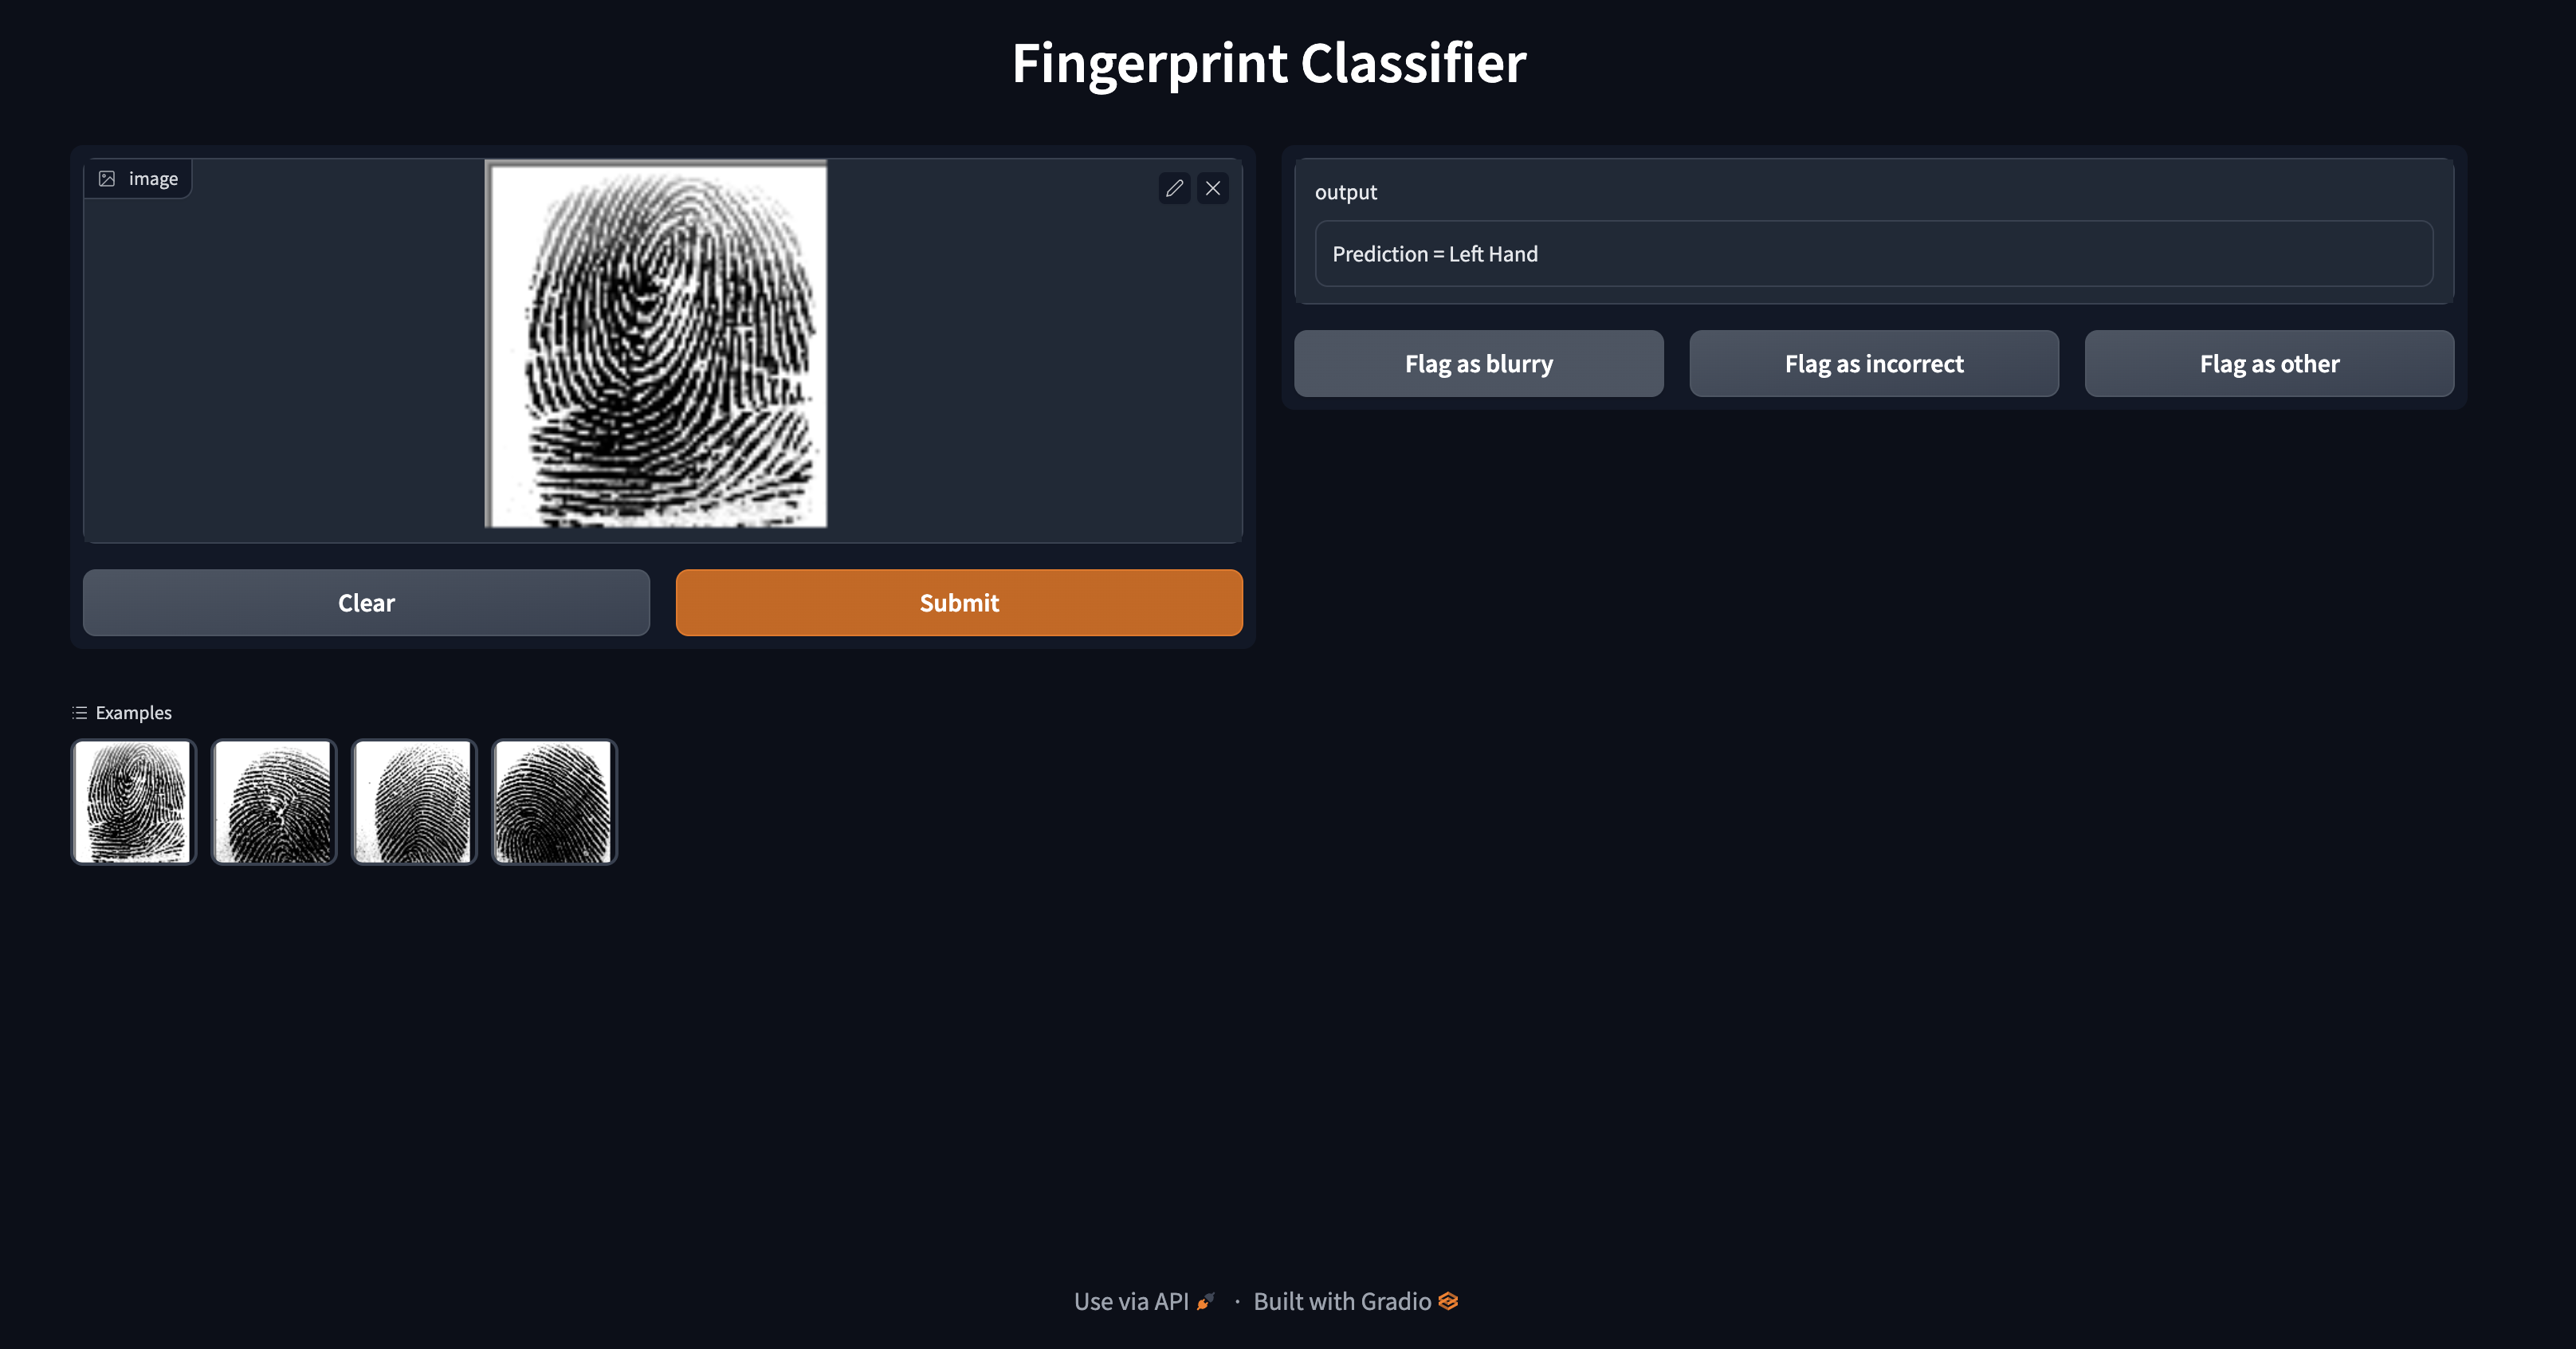 Fingerprint Classifier
image
output
Prediction = Left Hand
Flag as blurry
Flag as incorrect
Flag as other
Clear
Submit
Examples
Use via API · Built with Gradio